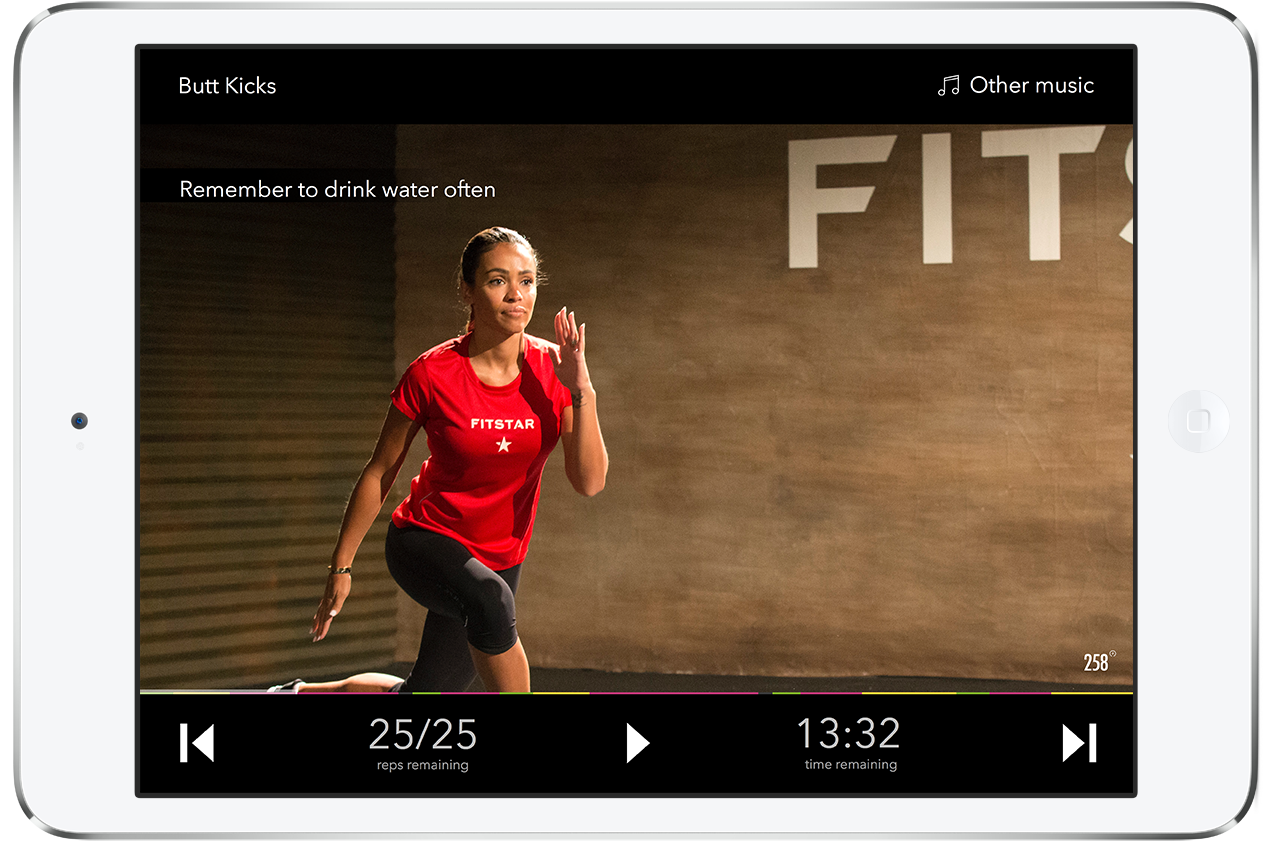 Butt Kicks
Other music
Remember to drink water often
FITS
FITSTAR
258
25/25
reps remaining
13:32
time remaining